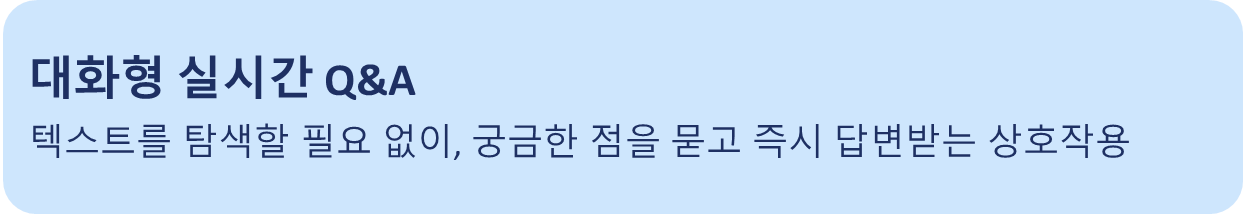 대화형 실시간 Q&A
텍스트를 탐색할 필요 없이, 궁금한 점을 묻고 즉시 답변받는 상호작용